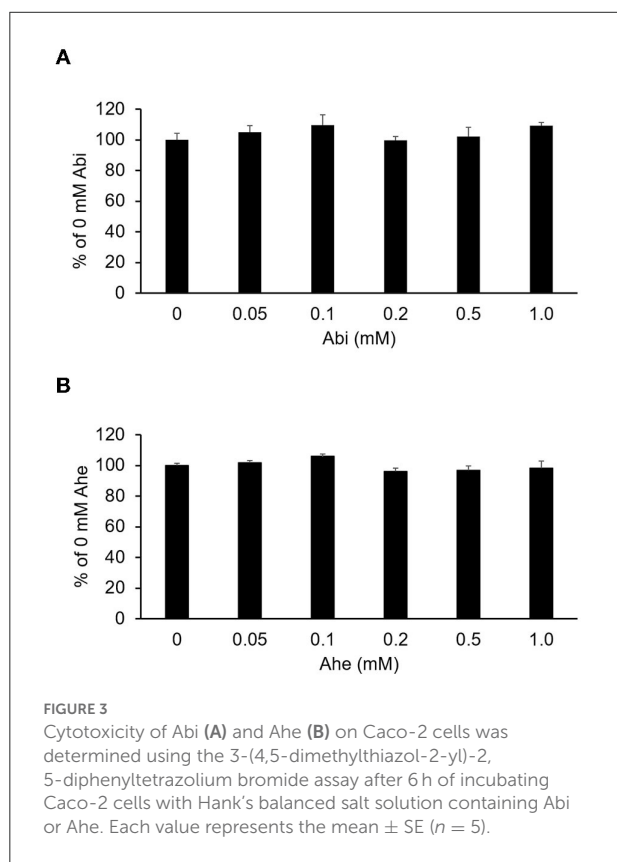 A
120
100
80
60
40
20
0
% of 0 mM Abi
0 0.05 0.1 0.2 0.5 1.0
Abi (mM)
B
120
100
80
60
40
20
0
% of 0 mM Ahe
0 0.05 0.1 0.2 0.5 1.0
Ahe (mM)
FIGURE 3
Cytotoxicity of Abi (A) and Ahe (B) on Caco-2 cells was
determined using the 3-(4,5-dimethylthiazol-2-yl)-2,
5-diphenyltetrazolium bromide assay after 6 h of incubating
Caco-2 cells with Hank's balanced salt solution containing Abi
or Ahe. Each value represents the mean ± SE (n = 5).